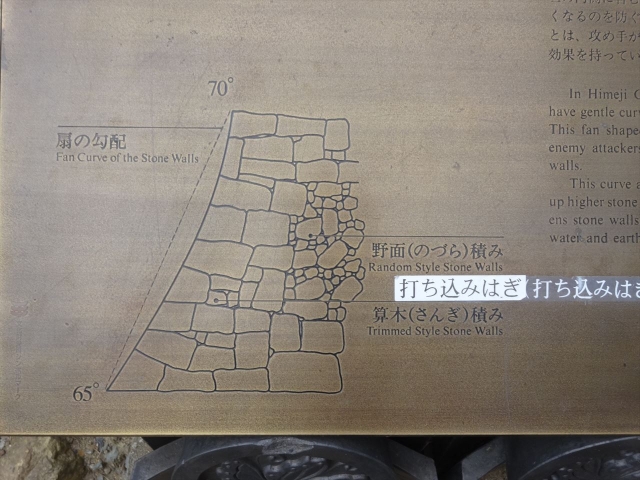 70°
扇の勾配
Fan Curve of the Stone Walls
野面(のづら)積み
Random Style Stone Walls
打ち込みはぎ(打ち込みはぎ
算木(さんぎ)積み
Trimmed Style Stone Walls
65°
くなるのを防ぐ
とは、攻め手が
効果を持ってい
In Himeji C
have gentle cur
This fan shape
enemy attackers
walls.
This curve a
up higher stone
ens stone walls
water and earth